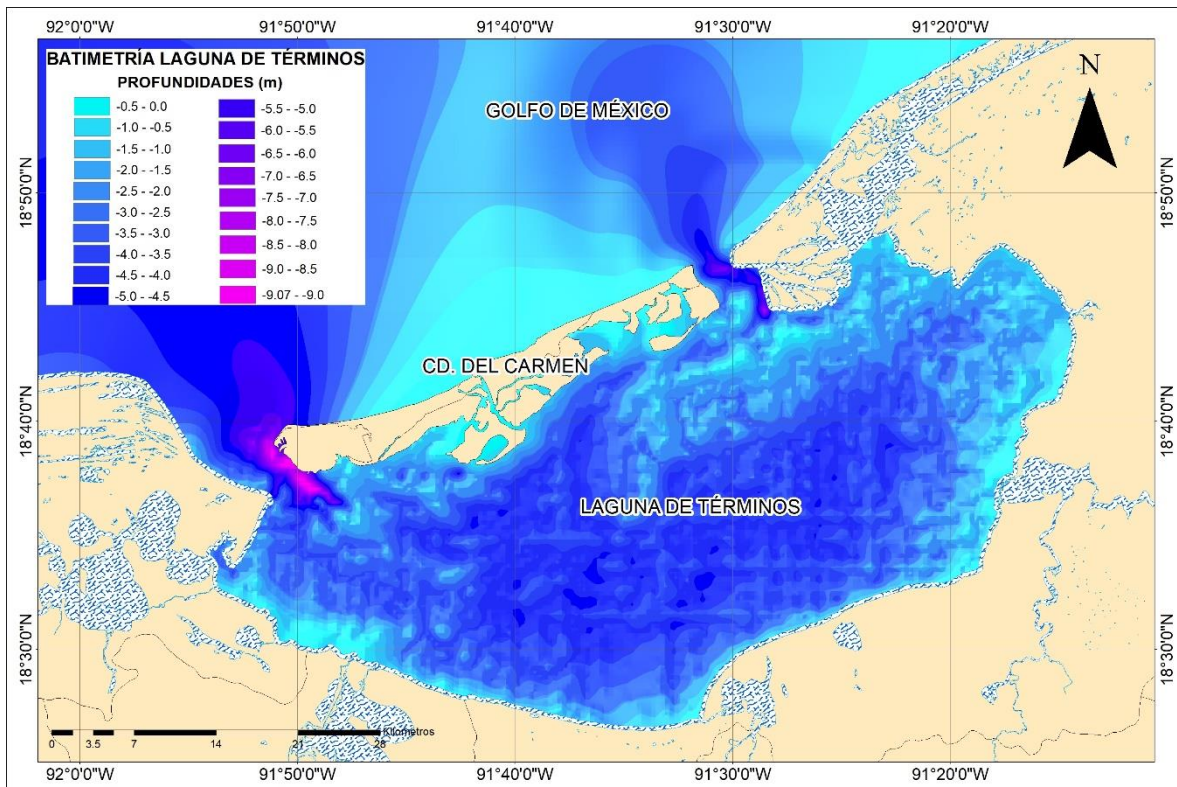 92°0'0"W 91°50'0"W 91°40'0"W 91°30'0"W 91°20'0"W
BATIMETRÍA LAGUNA DE TÉRMINOS
PROFUNDIDADES (m)
-0.5 - 0.0
-1.0 - -0.5
-1.5 - -1.0
-2.0 - -1.5
-2.5 - -2.0
-3.0 - -2.5
-3.5 - -3.0
-4.0 - -3.5
-4.5 - -4.0
-5.0 - -4.5
-5.5 - -5.0
-6.0 - -5.5
-6.5 - -6.0
-7.0 - -6.5
-7.5 - -7.0
-8.0 - -7.5
-8.5 - -8.0
-9.0 - -8.5
-9.07 - -9.0
GOLFO DE MÉXICO
N
18°50'0"N 18°50'0"N
CD. DEL CARMEN
18°40'0"N 18°40'0"N
LAGUNA DE TÉRMINOS
18°30'0"N 18°30'0"N
Kilómetros
0 3.5 7 14 21 28
92°0'0"W 91°50'0"W 91°40'0"W 91°30'0"W 91°20'0"W